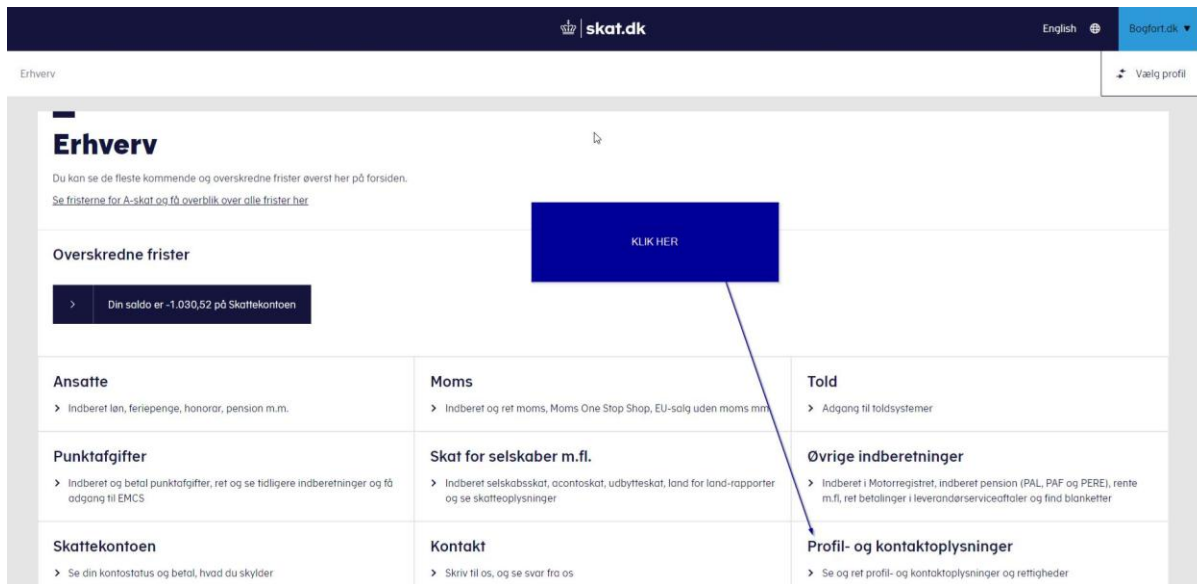 skat.dk
English
Bogfort.dk ▼
Erhverv
Vælg profil
Erhverv
Du kan se de fleste kommende og overskredne frister øverst her på forsiden.
Se fristerne for A-skat og få overblik over alle frister her
KLIK HER
Overskredne frister
> Din saldo er -1.030,52 på Skattekontoen
Ansatte
> Indberet løn, feriepenge, honorar, pension m.m.
Moms
> Indberet og ret moms, Moms One Stop Shop, EU-salg uden moms mm
Told
> Adgang til toldsystemer
Punktafgifter
> Indberet og betal punktafgifter, ret og se tidligere indberetninger og få
adgang til EMCS
Skat for selskaber m.fl.
> Indberet selskabsskat, acontoskat, udbytteskat, land for land-rapporter
og se skatteoplysninger
Øvrige indberetninger
> Indberet i Motorregistret, indberet pension (PAL, PAF og PERE), rente
m.fl, ret betalinger i leverandørserviceaftaler og find blanketter
Skattekontoen
> Se din kontostatus og betal, hvad du skylder
Kontakt
> Skriv til os, og se svar fra os
Profil- og kontaktoplysninger
> Se og ret profil- og kontaktoplysninger og rettigheder